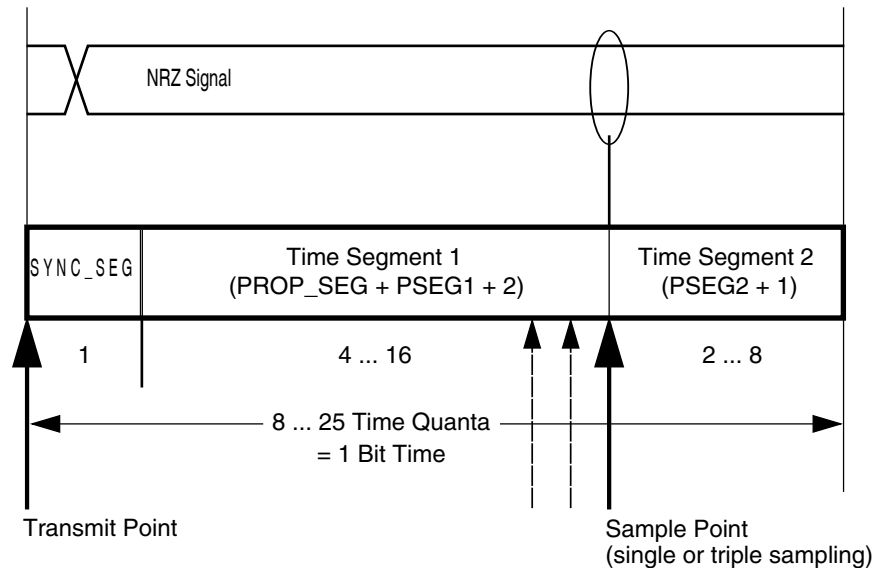 NRZ Signal
SYNC_SEG
Time Segment 1
(PROP_SEG + PSEG1 + 2)
Time Segment 2
(PSEG2 + 1)
1
4 ... 16
2 ... 8
8 ... 25 Time Quanta
= 1 Bit Time
Transmit Point
Sample Point
(single or triple sampling)